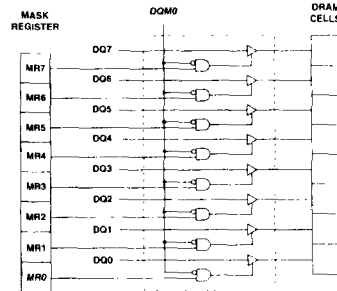 MASK
REGISTER
DQM0
DRAM
CELLS
DQ7
MR7
DQ6
MR6
DQ5
MR5
DQ4
MR4
DQ3
MR3
DQ2
MR2
DQ1
MR1
DQ0
MR0